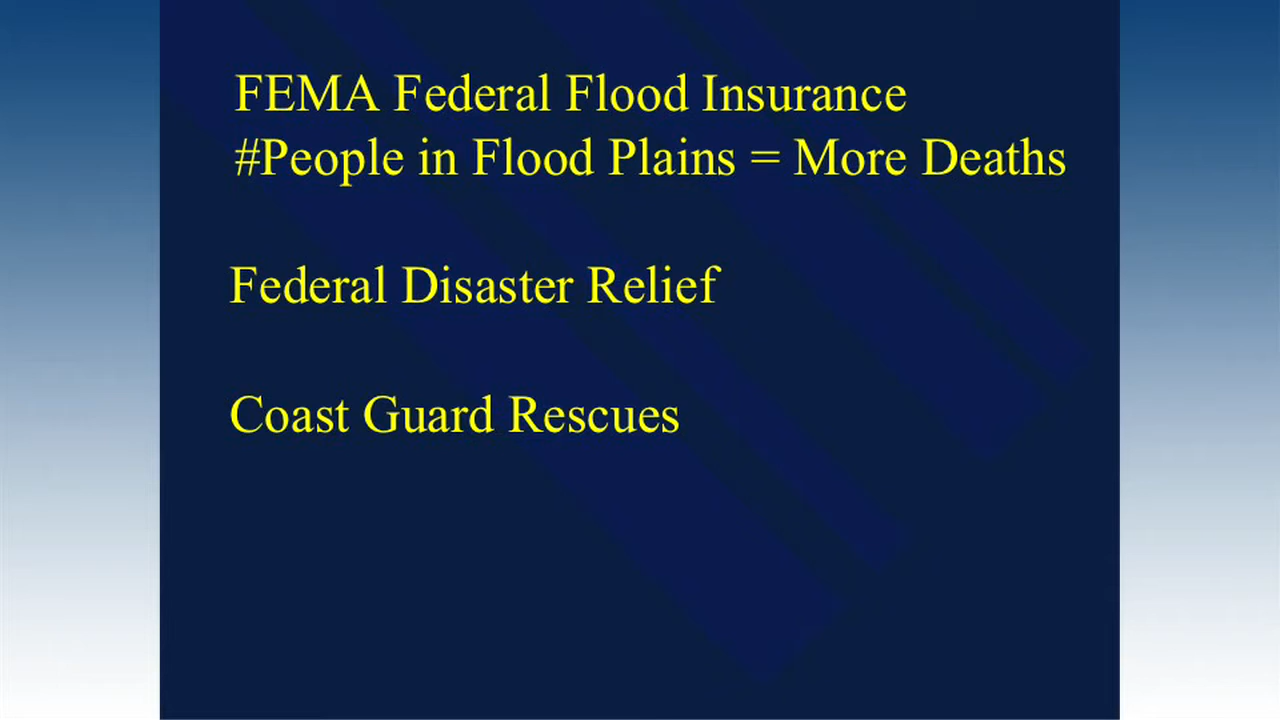 FEMA Federal Flood Insurance
#People in Flood Plains = More Deaths
Federal Disaster Relief
Coast Guard Rescues